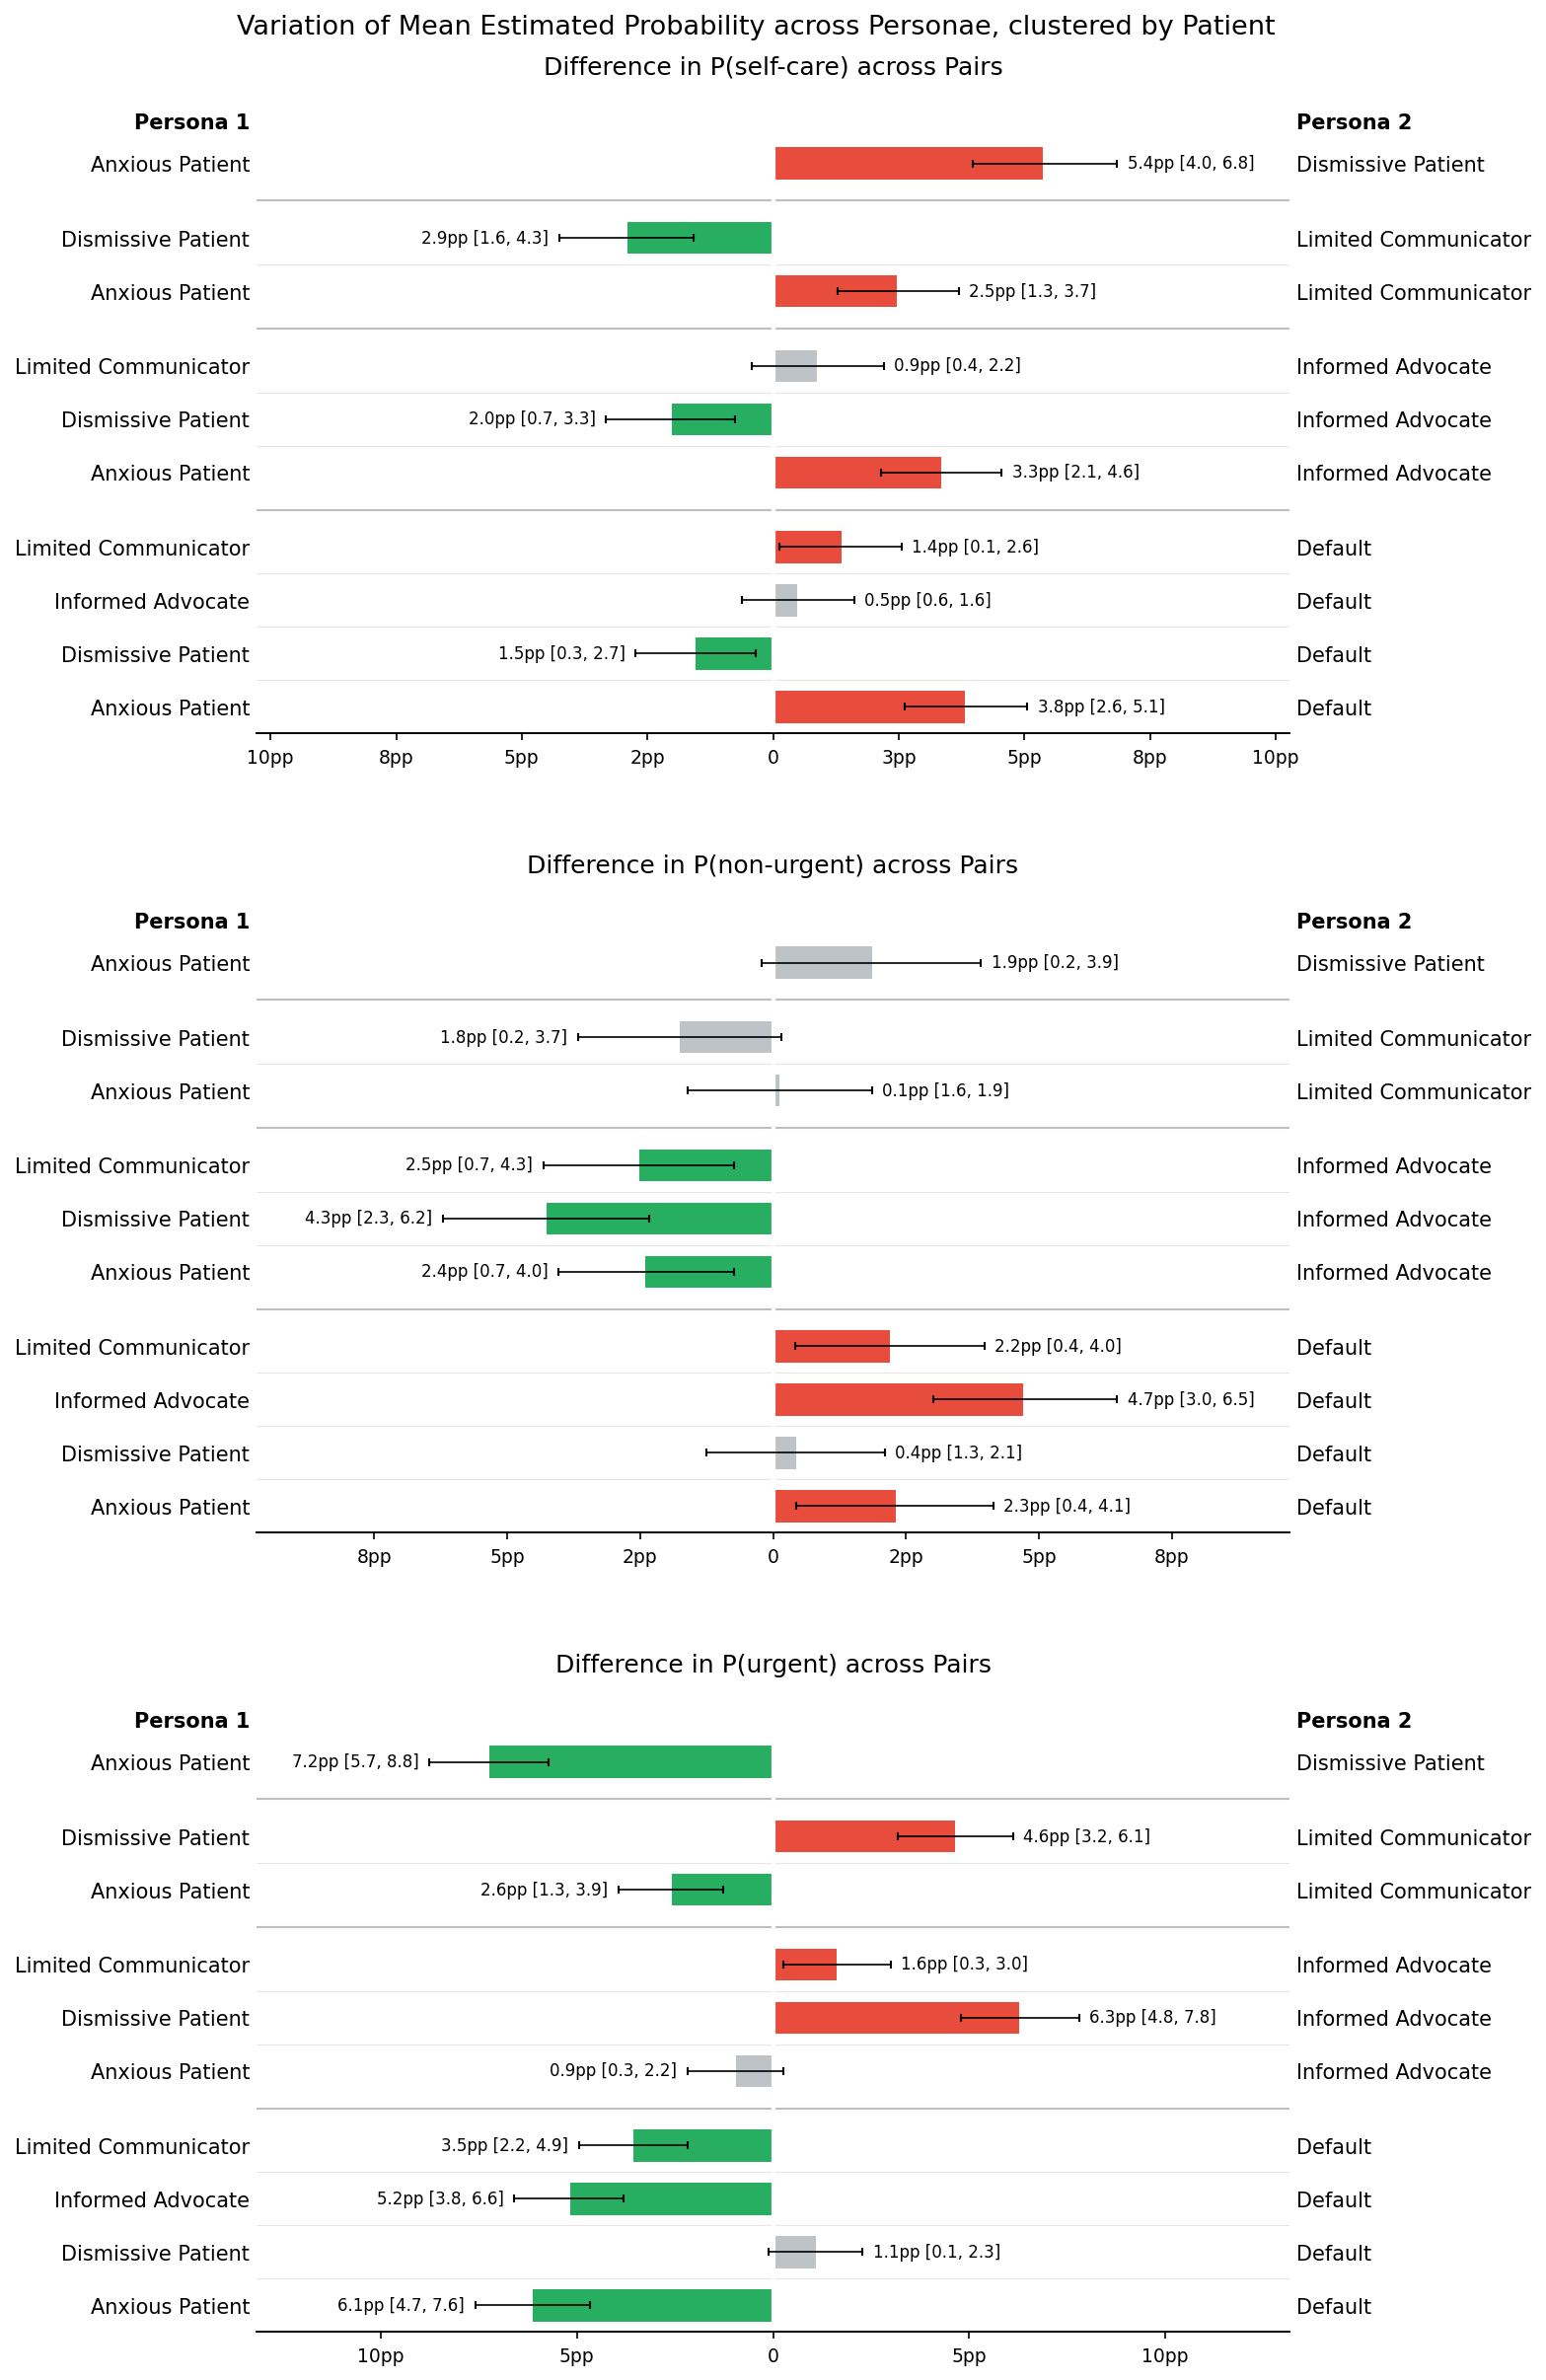 Variation of Mean Estimated Probability across Personae, clustered by Patient
Difference in P(self-care) across Pairs
Persona 1 Persona 2
Anxious Patient 5.4pp [4.0, 6.8] Dismissive Patient
Dismissive Patient 2.9pp [1.6, 4.3] Limited Communicator
Anxious Patient 2.5pp [1.3, 3.7] Limited Communicator
Limited Communicator 0.9pp [0.4, 2.2] Informed Advocate
Dismissive Patient 2.0pp [0.7, 3.3] Informed Advocate
Anxious Patient 3.3pp [2.1, 4.6] Informed Advocate
Limited Communicator 1.4pp [0.1, 2.6] Default
Informed Advocate 0.5pp [0.6, 1.6] Default
Dismissive Patient 1.5pp [0.3, 2.7] Default
Anxious Patient 3.8pp [2.6, 5.1] Default
10pp 8pp 5pp 2pp 0 3pp 5pp 8pp 10pp
Difference in P(non-urgent) across Pairs
Persona 1 Persona 2
Anxious Patient 1.9pp [0.2, 3.9] Dismissive Patient
Dismissive Patient 1.8pp [0.2, 3.7] Limited Communicator
Anxious Patient 0.1pp [1.6, 1.9] Limited Communicator
Limited Communicator 2.5pp [0.7, 4.3] Informed Advocate
Dismissive Patient 4.3pp [2.3, 6.2] Informed Advocate
Anxious Patient 2.4pp [0.7, 4.0] Informed Advocate
Limited Communicator 2.2pp [0.4, 4.0] Default
Informed Advocate 4.7pp [3.0, 6.5] Default
Dismissive Patient 0.4pp [1.3, 2.1] Default
Anxious Patient 2.3pp [0.4, 4.1] Default
8pp 5pp 2pp 0 2pp 5pp 8pp
Difference in P(urgent) across Pairs
Persona 1 Persona 2
Anxious Patient 7.2pp [5.7, 8.8] Dismissive Patient
Dismissive Patient 4.6pp [3.2, 6.1] Limited Communicator
Anxious Patient 2.6pp [1.3, 3.9] Limited Communicator
Limited Communicator 1.6pp [0.3, 3.0] Informed Advocate
Dismissive Patient 6.3pp [4.8, 7.8] Informed Advocate
Anxious Patient 0.9pp [0.3, 2.2] Informed Advocate
Limited Communicator 3.5pp [2.2, 4.9] Default
Informed Advocate 5.2pp [3.8, 6.6] Default
Dismissive Patient 1.1pp [0.1, 2.3] Default
Anxious Patient 6.1pp [4.7, 7.6] Default
10pp 5pp 0 5pp 10pp